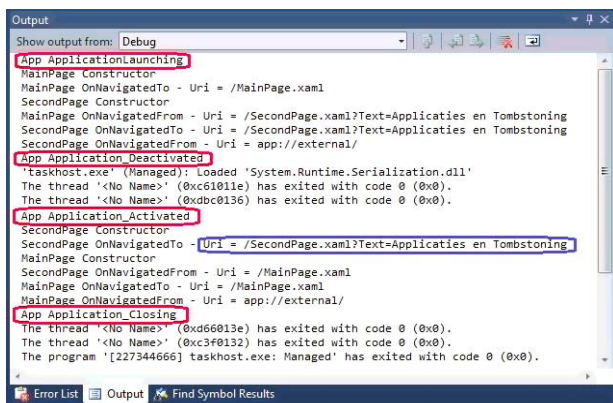 Output
Show output from: Debug
App ApplicationLaunching
MainPage Constructor
MainPage OnNavigatedTo - Uri = /MainPage.xaml
SecondPage Constructor
MainPage OnNavigatedFrom - Uri = /SecondPage.xaml?Text=Applicaties en Tombstoning
SecondPage OnNavigatedTo - Uri = /SecondPage.xaml?Text=Applicaties en Tombstoning
SecondPage OnNavigatedFrom - Uri = app://external/
App Application_Deactivated
'taskhost.exe' (Managed): Loaded 'System.Runtime.Serialization.dll'
The thread '<No Name>' (0xc61011e) has exited with code 0 (0x0).
The thread '<No Name>' (0xdbc0136) has exited with code 0 (0x0).
App Application_Activated
SecondPage Constructor
SecondPage OnNavigatedTo - Uri = /SecondPage.xaml?Text=Applicaties en Tombstoning
MainPage Constructor
SecondPage OnNavigatedFrom - Uri = /MainPage.xaml
MainPage OnNavigatedTo - Uri = /MainPage.xaml
MainPage OnNavigatedFrom - Uri = app://external/
App Application_Closing
The thread '<No Name>' (0xd66013e) has exited with code 0 (0x0).
The thread '<No Name>' (0xc3f0132) has exited with code 0 (0x0).
The program '[227344666] taskhost.exe: Managed' has exited with code 0 (0x0).
Error List Output Find Symbol Results